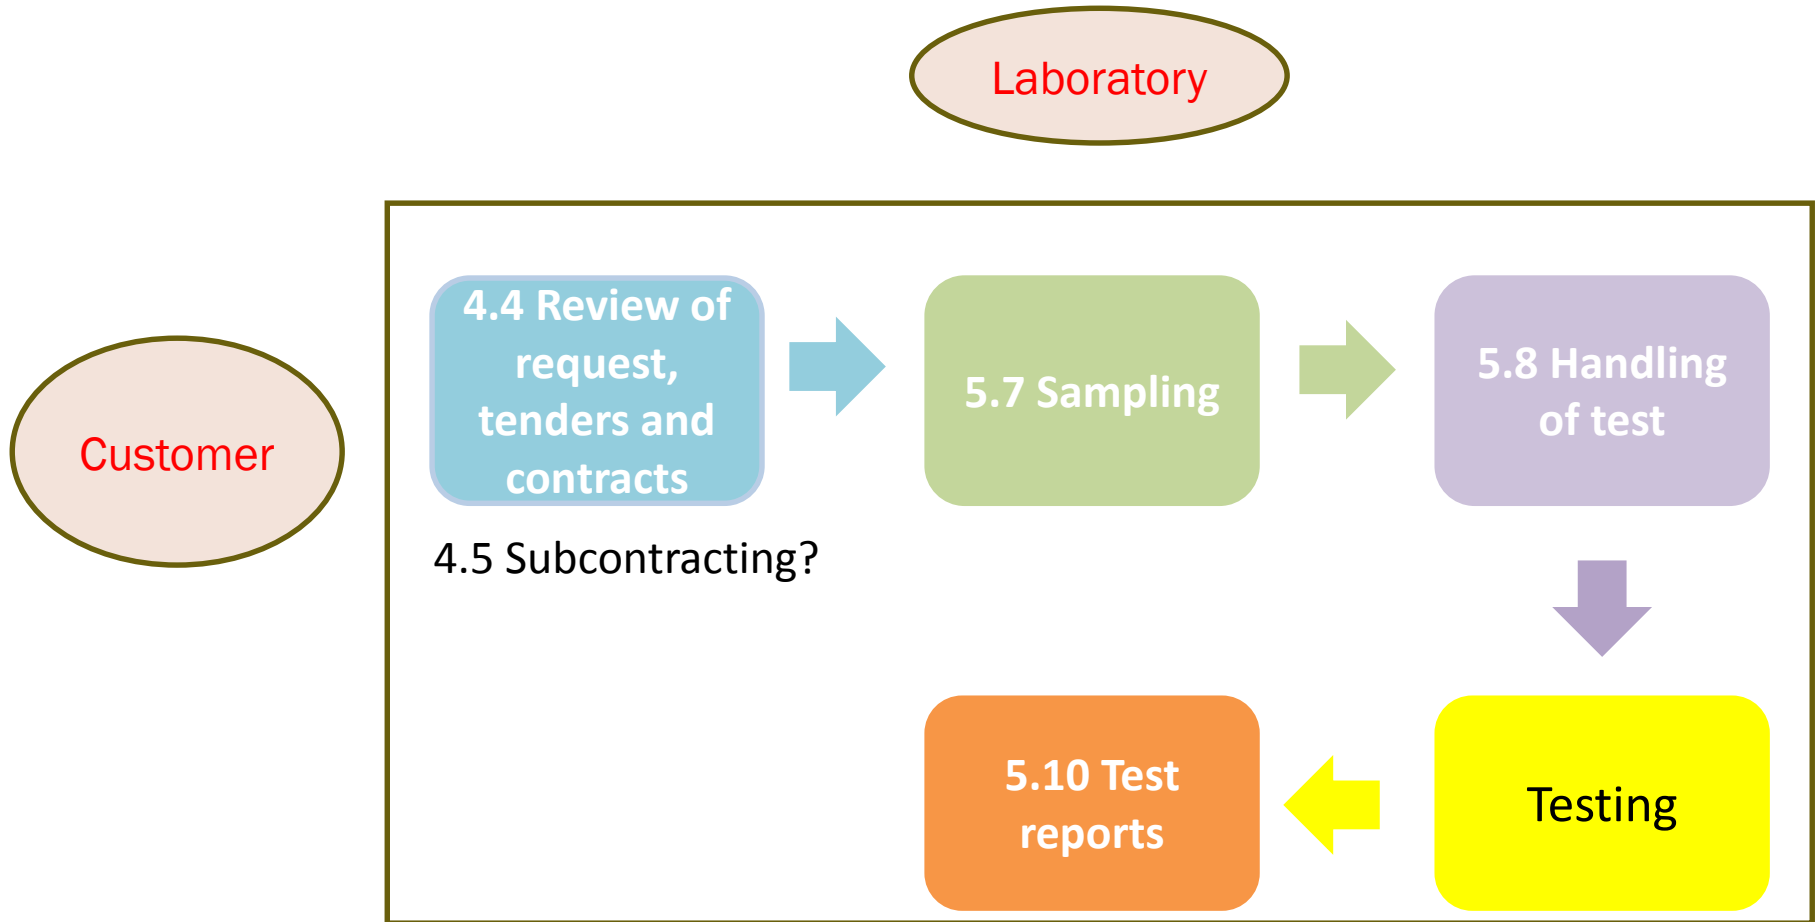 Laboratory
Customer
4.4 Review of
request,
tenders and
contracts
5.7 Sampling
5.8 Handling
of test
4.5 Subcontracting?
5.10 Test
reports
Testing